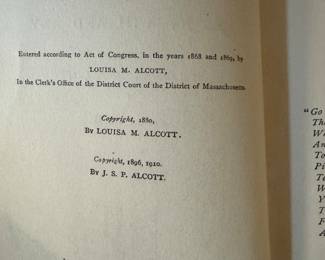 Entered according to Act of Congress, in the years 1868 and 1869, by
LOUISA M. ALCOTT,
In the Clerk's Office of the District Court of the District of Massachusetts.
Copyright, 1880,
By LOUISA M. ALCOTT.
Copyright, 1896, 1910.
By J. S. P. ALCOTT.
"Go
Th
W
An
To
Pi
To
W
Y
T
F
A